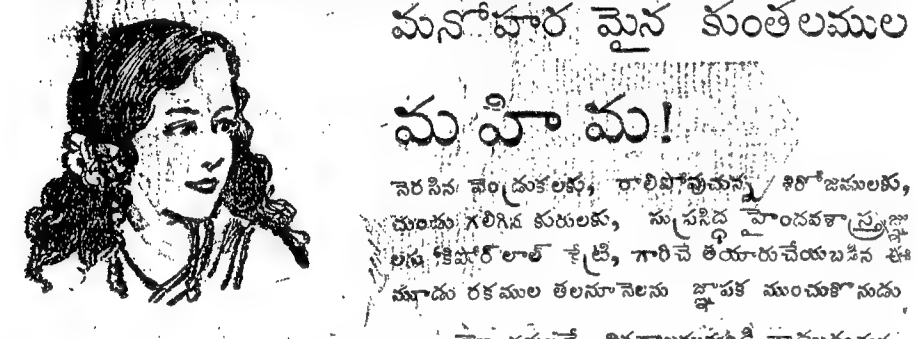 మనోహర మైన కుంతలముల
మహిమ!
నెరసిన వెండ్రుకలకు, రాలిపోవుచున్న శిరోజములకు,
చుండు గలిగిన కురులకు, సుప్రసిద్ధ హైందవశాస్త్రజ్ఞు
లగు కిషోర్ లాల్ క్షేత్రి, గారిచే తయారుచేయబడిన ఈ
మూడు రకముల తలనూనెలను జ్ఞాపక ముంచుకొనుడు